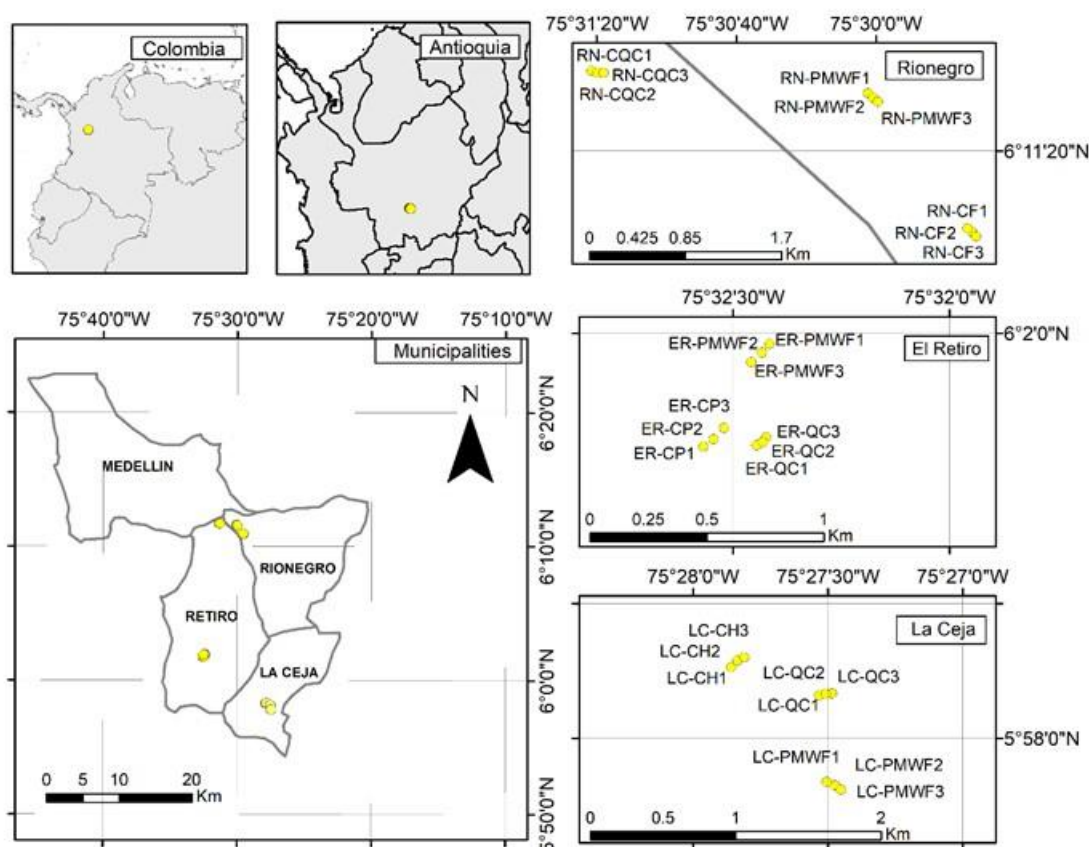 Colombia
Antioquia
75°31'20"W 75°30'40"W 75°30'0"W
Rionegro
RN-CQC1
RN-CQC3
RN-CQC2
RN-PMWF1
RN-PMWF2
RN-PMWF3
6°11'20"N
RN-CF1
RN-CF2
RN-CF3
0 0.425 0.85 1.7
Km
75°40'0"W 75°30'0"W 75°20'0"W 75°10'0"W
Municipalities
N
6°20'0"N
6°10'0"N
6°0'0"N
5°50'0"N
MEDELLIN
RIONEGRO
RETIRO
LA CEJA
0 5 10 20
Km
75°32'30"W 75°32'0"W
6°2'0"N
El Retiro
ER-PMWF2 ER-PMWF1
ER-PMWF3
ER-CP3
ER-CP2
ER-CP1
ER-QC3
ER-QC2
ER-QC1
0 0.25 0.5 1
Km
75°28'0"W 75°27'30"W 75°27'0"W
La Ceja
LC-CH3
LC-CH2
LC-CH1
LC-QC2 LC-QC3
LC-QC1
5°58'0"N
LC-PMWF1
LC-PMWF2
LC-PMWF3
0 1 2
Km